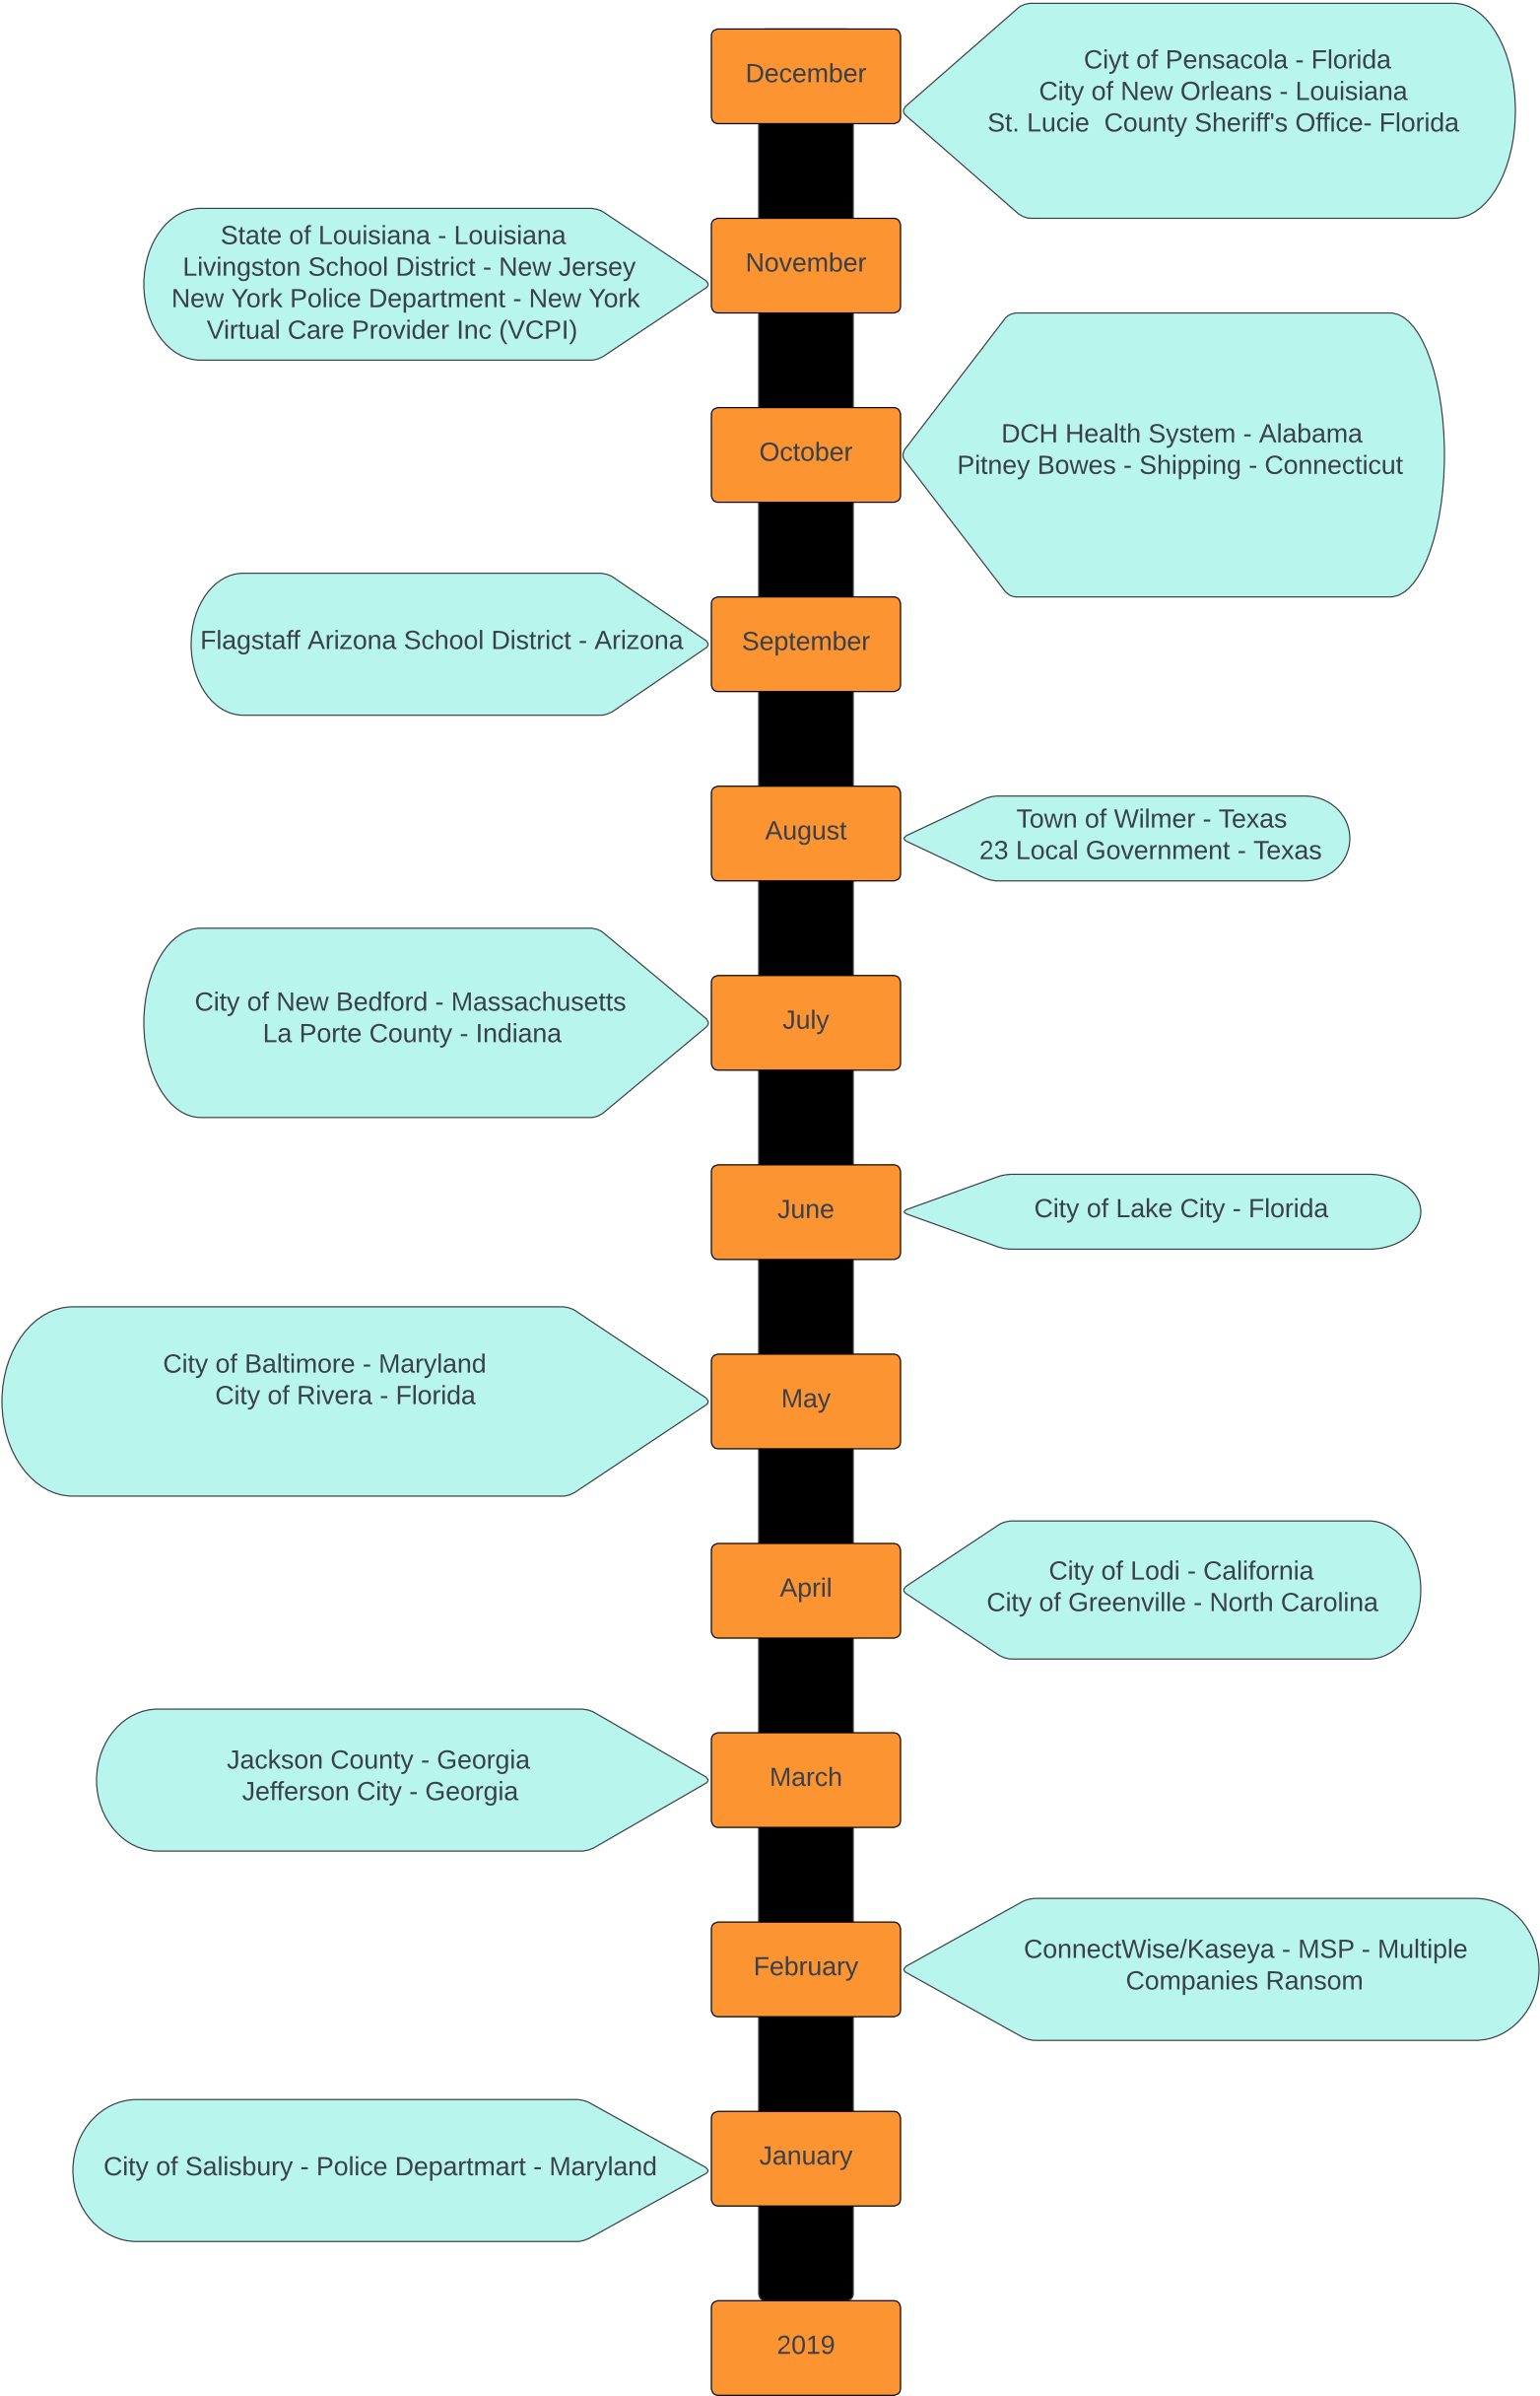 December
Ciyt of Pensacola - Florida
City of New Orleans - Louisiana
St. Lucie  County Sheriff's Office- Florida
State of Louisiana - Louisiana
Livingston School District - New Jersey
New York Police Department - New York
Virtual Care Provider Inc (VCPI)
November
October
DCH Health System - Alabama
Pitney Bowes - Shipping - Connecticut
Flagstaff Arizona School District - Arizona
September
August
Town of Wilmer - Texas
23 Local Government - Texas
City of New Bedford - Massachusetts
La Porte County - Indiana
July
June
City of Lake City - Florida
City of Baltimore - Maryland
City of Rivera - Florida
May
April
City of Lodi - California
City of Greenville - North Carolina
Jackson County - Georgia
Jefferson City - Georgia
March
February
ConnectWise/Kaseya - MSP - Multiple
Companies Ransom
City of Salisbury - Police Departmart - Maryland
January
2019